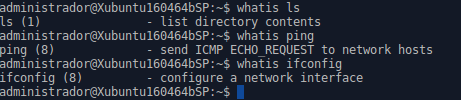 administrador@Xubuntu160464bSP:~$ whatis ls
ls (1)               - list directory contents
administrador@Xubuntu160464bSP:~$ whatis ping
ping (8)             - send ICMP ECHO_REQUEST to network hosts
administrador@Xubuntu160464bSP:~$ whatis ifconfig
ifconfig (8)         - configure a network interface
administrador@Xubuntu160464bSP:~$